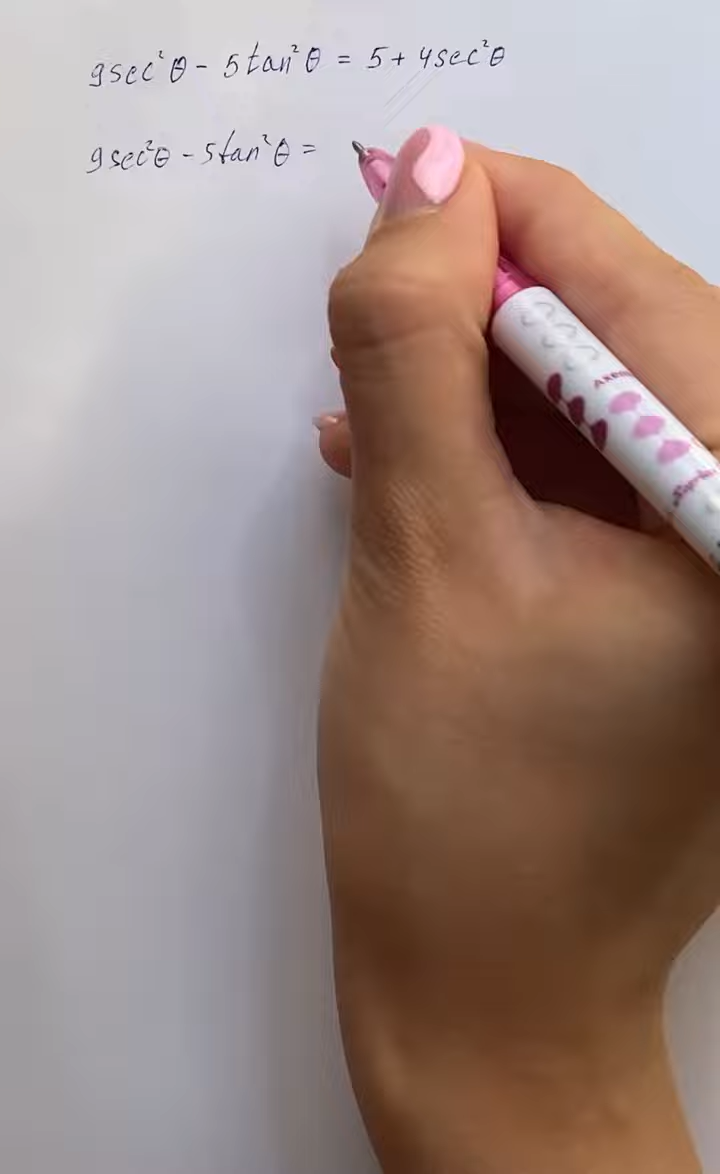 9sec²θ - 5tan²θ = 5 + 4sec²θ
9sec²θ - 5tan²θ =